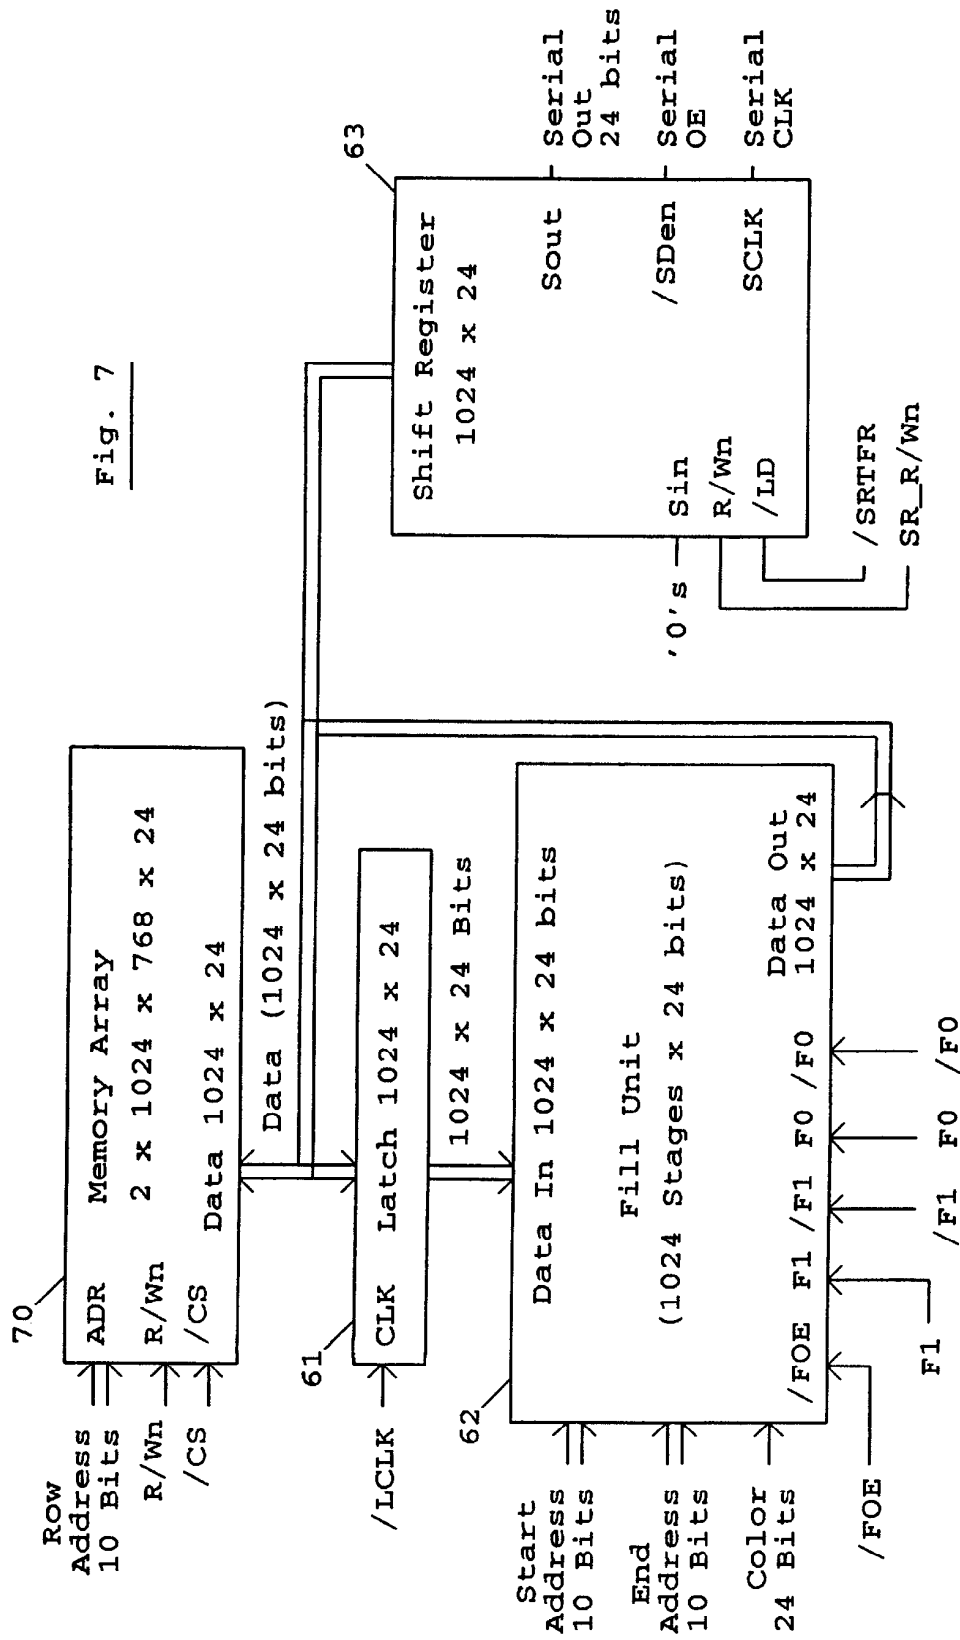 Fig. 7
70
Row
Address
10 Bits
R/Wn
/CS
ADR
Memory Array
R/Wn
2 x 1024 x 768 x 24
/CS
Data 1024 x 24
Data (1024 x 24 bits)
61
/LCLK
CLK
Latch 1024 x 24
1024 x 24 Bits
62
Start
Address
10 Bits
End
Address
10 Bits
Color
24 Bits
Data In 1024 x 24 bits
Fill Unit
(1024 Stages x 24 bits)
Data Out
1024 x 24
/FOE F1 /F1 F0 /F0
/FOE
F1
/F1
F0
/F0
63
Shift Register
1024 x 24
'0's
Sin
R/Wn
/LD
Sout
/SDen
SCLK
Serial
Out
24 bits
Serial
OE
Serial
CLK
/SRTFR
SR_R/Wn